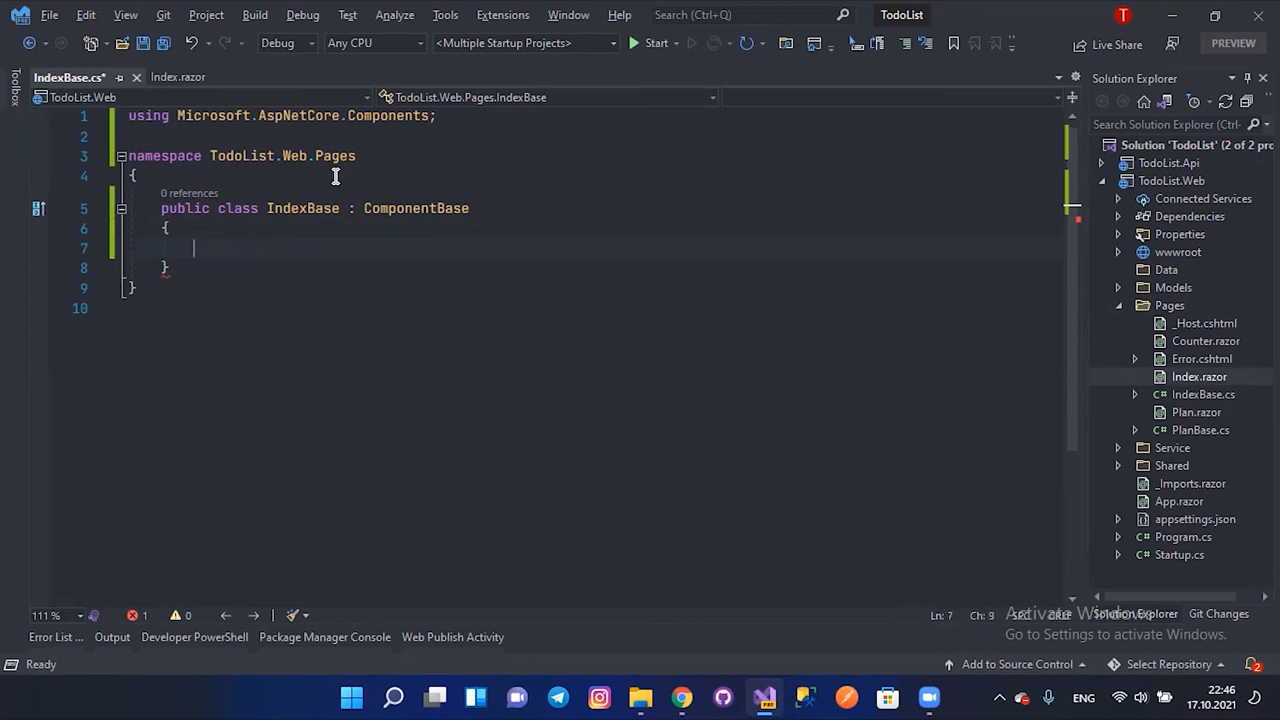 File Edit View Git Project Build Debug Test Analyze Tools Extensions Window Help Search (Ctrl+Q) TodoList T
Debug Any CPU <Multiple Startup Projects> Start Live Share PREVIEW
Toolbox
IndexBase.cs* Index.razor
TodoList.Web TodoList.Web.Pages.IndexBase
1 using Microsoft.AspNetCore.Components;
2
3 namespace TodoList.Web.Pages
4 {
0 references
5 public class IndexBase : ComponentBase
6 {
7
8 }
9 }
10
Solution Explorer
Search Solution Explorer (Ctrl+;)
Solution 'TodoList' (2 of 2 pro
TodoList.Api
TodoList.Web
Connected Services
Dependencies
Properties
wwwroot
Data
Models
Pages
_Host.cshtml
Counter.razor
Error.cshtml
Index.razor
IndexBase.cs
Plan.razor
PlanBase.cs
Service
Shared
_Imports.razor
App.razor
appsettings.json
Program.cs
Startup.cs
111 % 1 0 Ln: 7 Ch: 9 SPC CRLF
Solution Explorer Git Changes
Activate Windows
Go to Settings to activate Windows.
Error List ... Output Developer PowerShell Package Manager Console Web Publish Activity
Ready Add to Source Control Select Repository 2
PRE ENG 22:46
17.10.2021